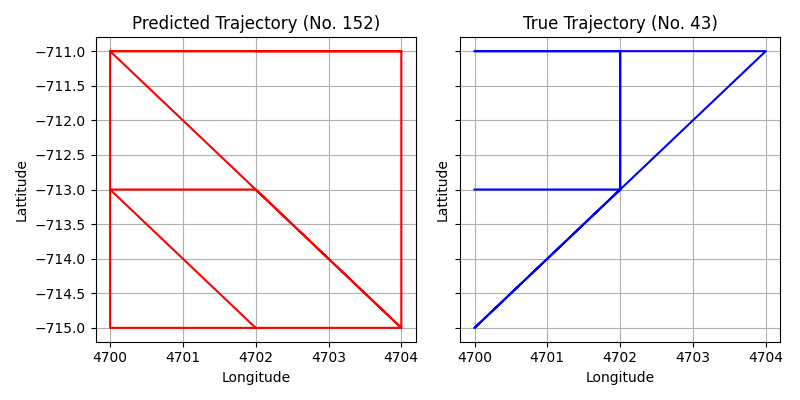 Predicted Trajectory (No. 152)
−711.0
−711.5
−712.0
−712.5
−713.0
−713.5
−714.0
−714.5
−715.0
Lattitude
4700 4701 4702 4703 4704
Longitude
True Trajectory (No. 43)
Lattitude
4700 4701 4702 4703 4704
Longitude